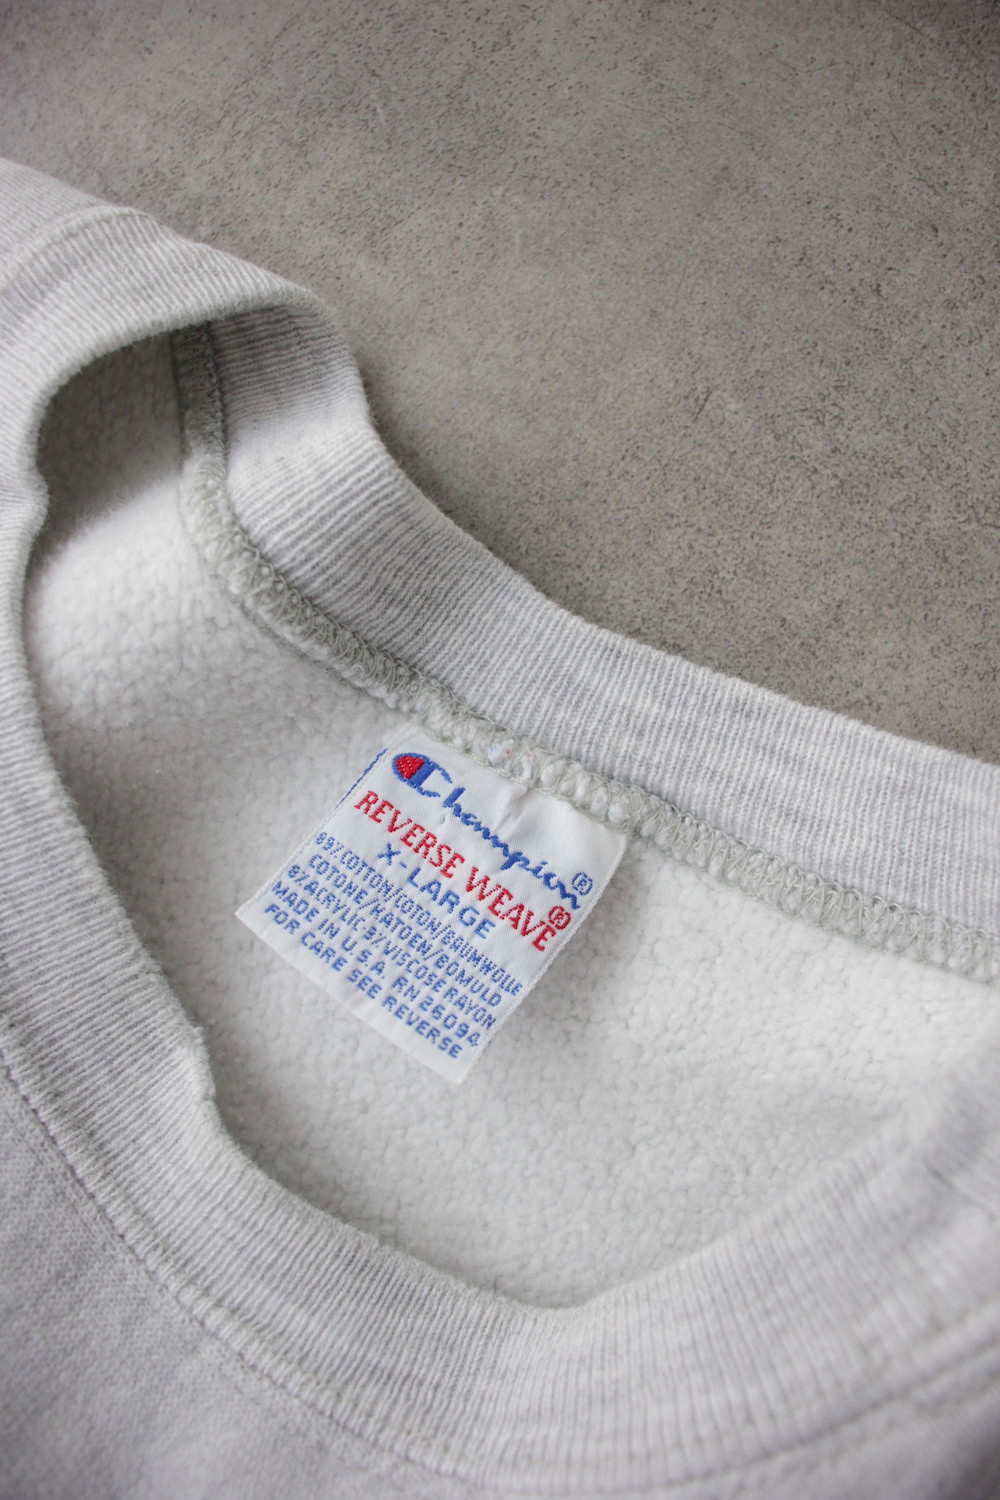 Champion®
REVERSE WEAVE®
X-LARGE
89% COTTON/COTON/BAUMWOLLE
COTONE/KATOEN/BOMULD
8% ACRYLIC 3% VISCOSE RAYON
MADE IN U.S.A. RN 26094
FOR CARE SEE REVERSE